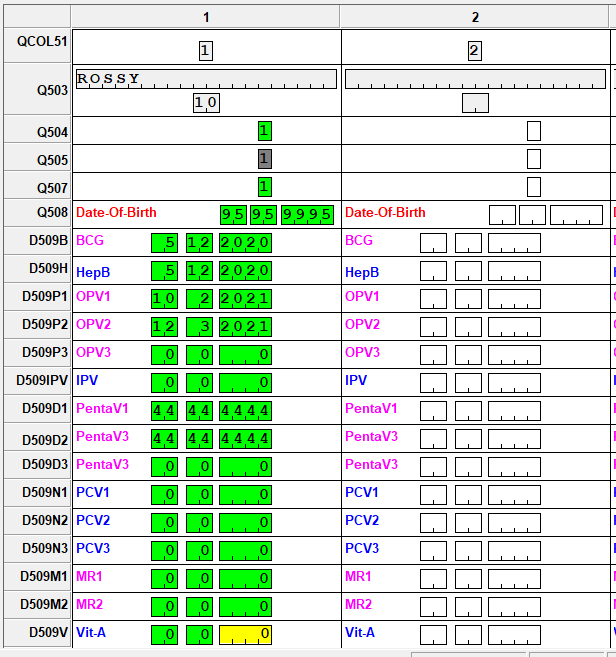 1 2
QCOL51 1 2
Q503 ROSSY
10
Q504 1
Q505 1
Q507 1
Q508 Date-Of-Birth 95 95 9995 Date-Of-Birth
D509B BCG 5 12 2020 BCG
D509H HepB 5 12 2020 HepB
D509P1 OPV1 10 2 2021 OPV1
D509P2 OPV2 12 3 2021 OPV2
D509P3 OPV3 0 0 0 OPV3
D509IPV IPV 0 0 0 IPV
D509D1 PentaV1 44 44 4444 PentaV1
D509D2 PentaV3 44 44 4444 PentaV3
D509D3 PentaV3 0 0 0 PentaV3
D509N1 PCV1 0 0 0 PCV1
D509N2 PCV2 0 0 0 PCV2
D509N3 PCV3 0 0 0 PCV3
D509M1 MR1 0 0 0 MR1
D509M2 MR2 0 0 0 MR2
D509V Vit-A 0 0 0 Vit-A